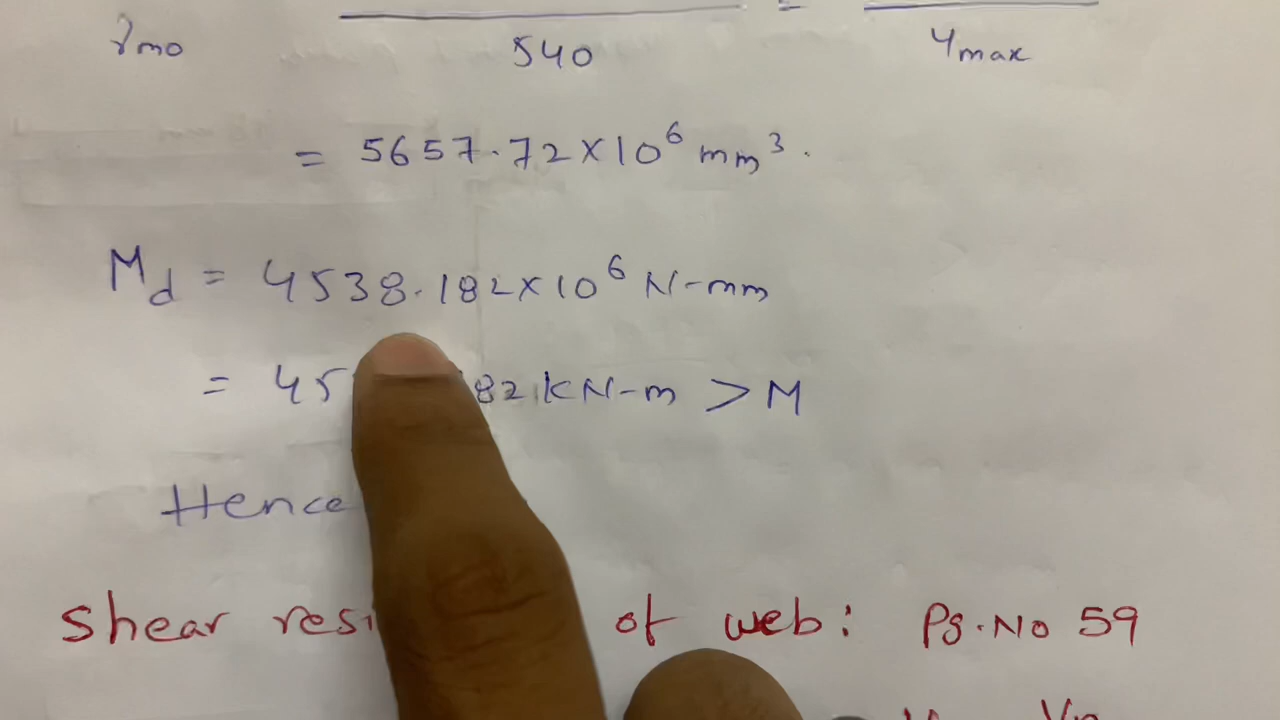 γmo 540 = Ymax
= 5657.72×10⁶ mm³.
Md = 4538.182×10⁶ N-mm
= 45 82 kN-m > M
Hence
Shear of web: Pg.No 59